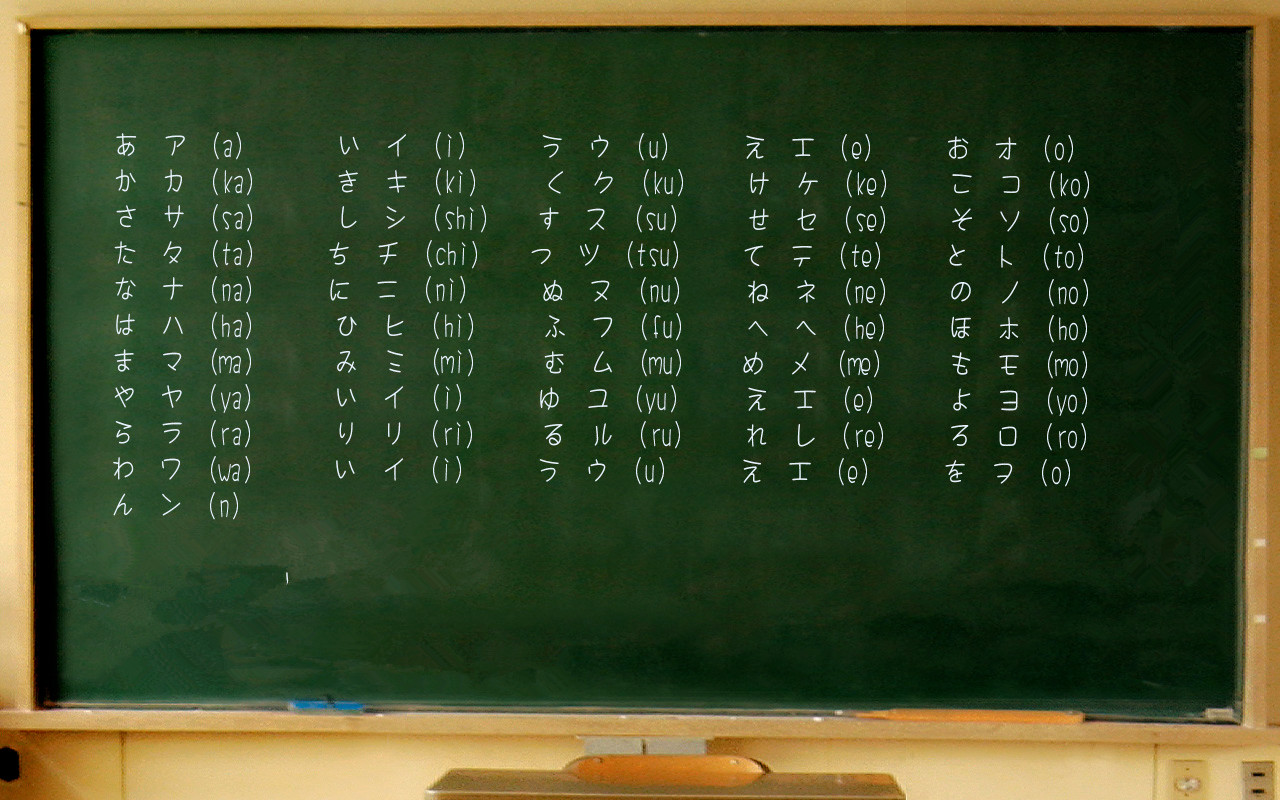 あ ア (a) い イ (i) う ウ (u) え エ (e) お オ (o)
か カ (ka) き キ (ki) く ク (ku) け ケ (ke) こ コ (ko)
さ サ (sa) し シ (shi) す ス (su) せ セ (se) そ ソ (so)
た タ (ta) ち チ (chi) つ ツ (tsu) て テ (te) と ト (to)
な ナ (na) に ニ (ni) ぬ ヌ (nu) ね ネ (ne) の ノ (no)
は ハ (ha) ひ ヒ (hi) ふ フ (fu) へ ヘ (he) ほ ホ (ho)
ま マ (ma) み ミ (mi) む ム (mu) め メ (me) も モ (mo)
や ヤ (ya) い イ (i) ゆ ユ (yu) え エ (e) よ ヨ (yo)
ら ラ (ra) り リ (ri) る ル (ru) れ レ (re) ろ ロ (ro)
わ ワ (wa) い イ (i) う ウ (u) え エ (e) を ヲ (o)
ん ン (n)